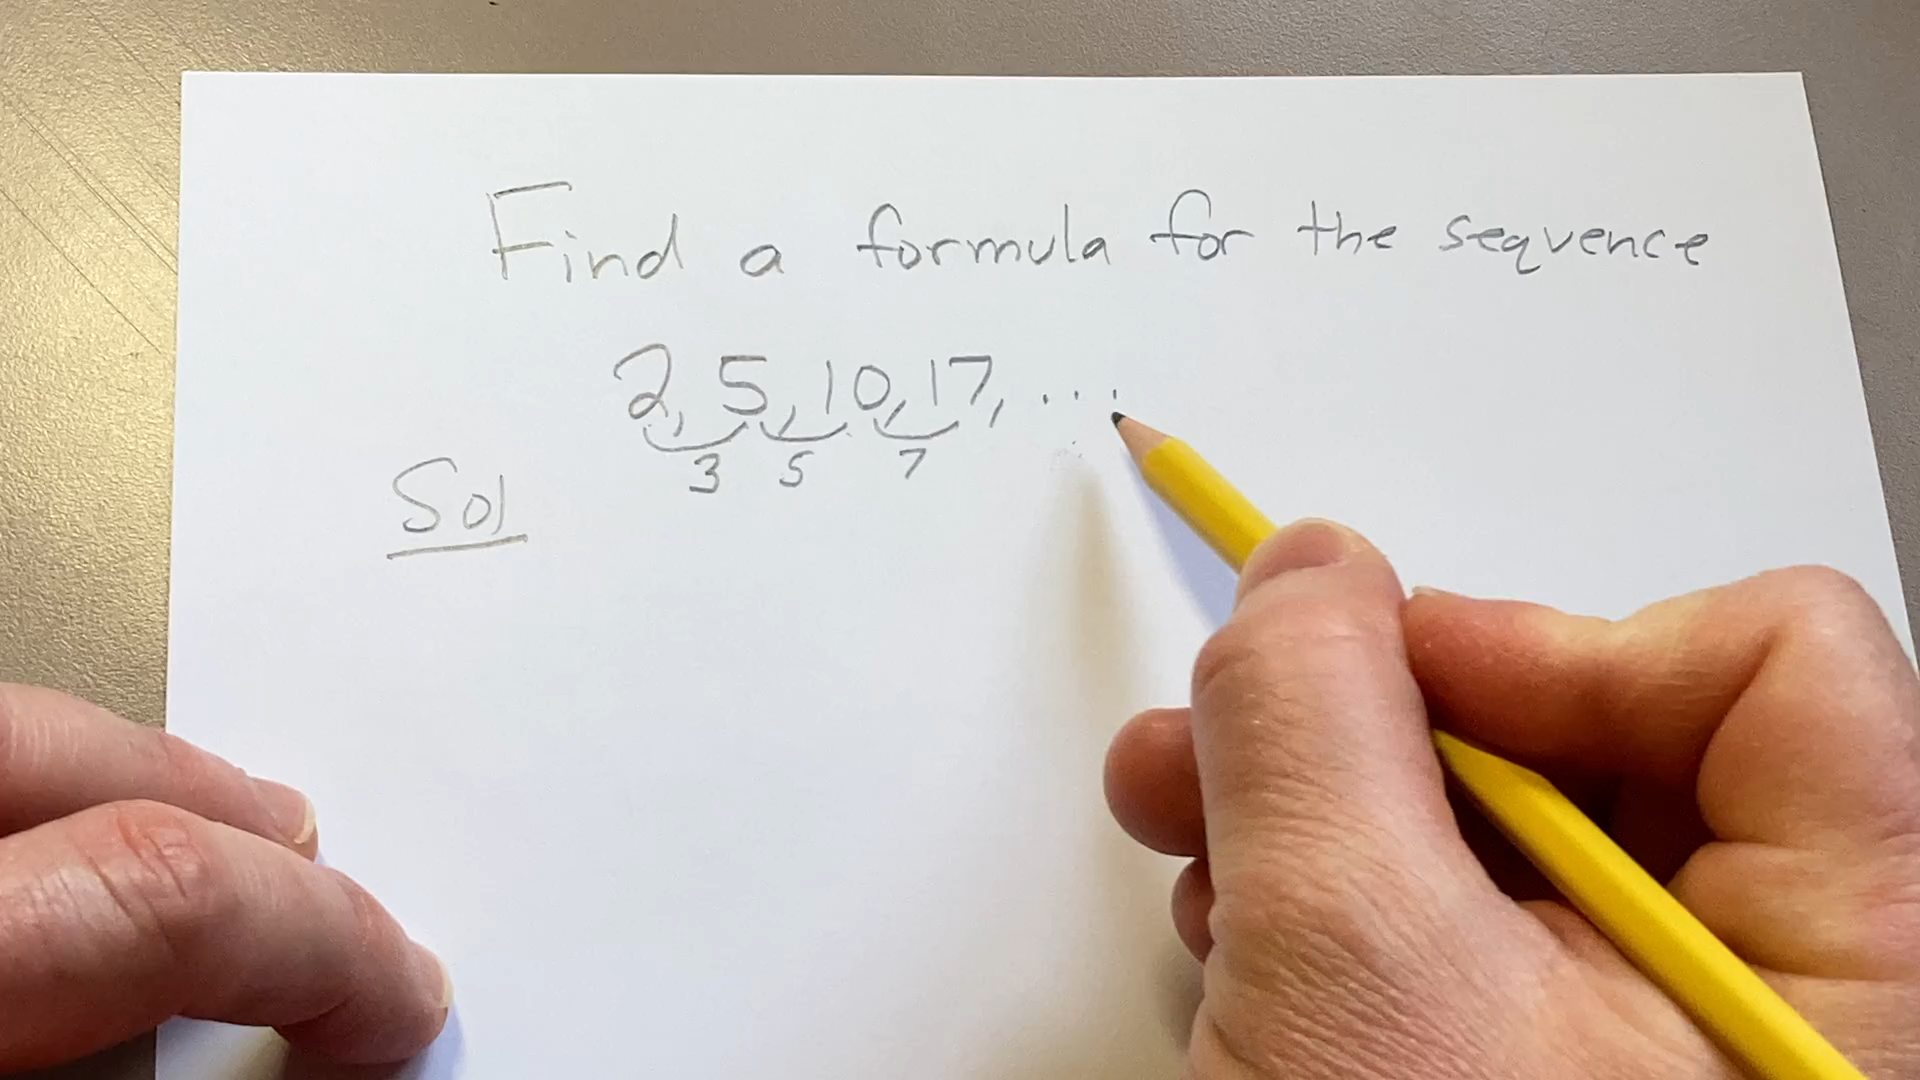 Find a formula for the sequence
2, 5, 10, 17, ...
3 5 7
Sol